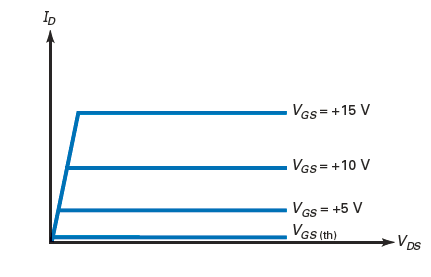 I_D
V_GS = +15 V
V_GS = +10 V
V_GS = +5 V
V_GS (th)
V_DS